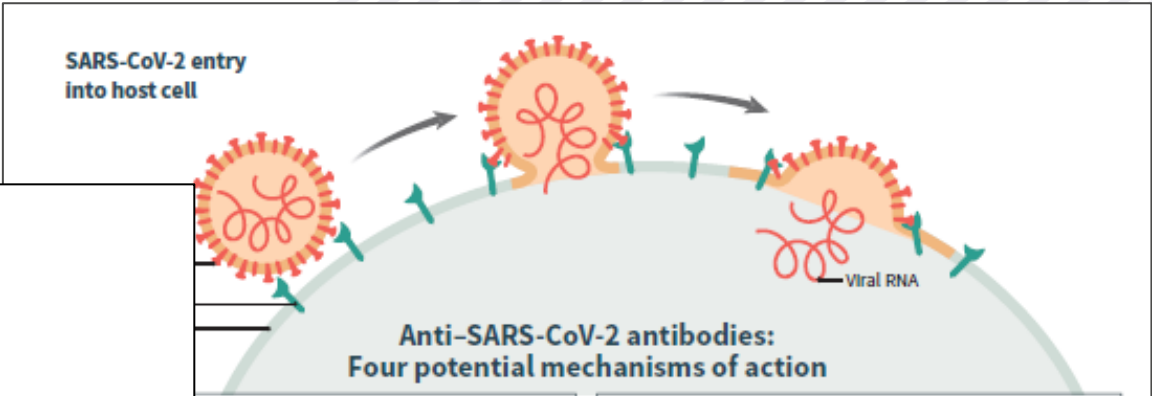 SARS-CoV-2 entry
into host cell
Viral RNA
Anti–SARS-CoV-2 antibodies:
Four potential mechanisms of action